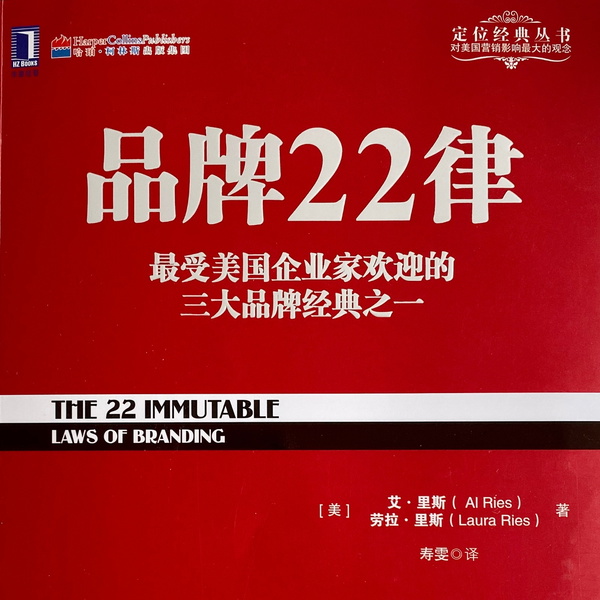 HZ BOOKS
HarperCollinsPublishers
哈珀·柯林斯出版集团
定位经典丛书
对美国营销影响最大的观念
品牌22律
最受美国企业家欢迎的
三大品牌经典之一
THE 22 IMMUTABLE
LAWS OF BRANDING
[美] 艾·里斯(Al Ries)
劳拉·里斯(Laura Ries) 著
寿雯◎译